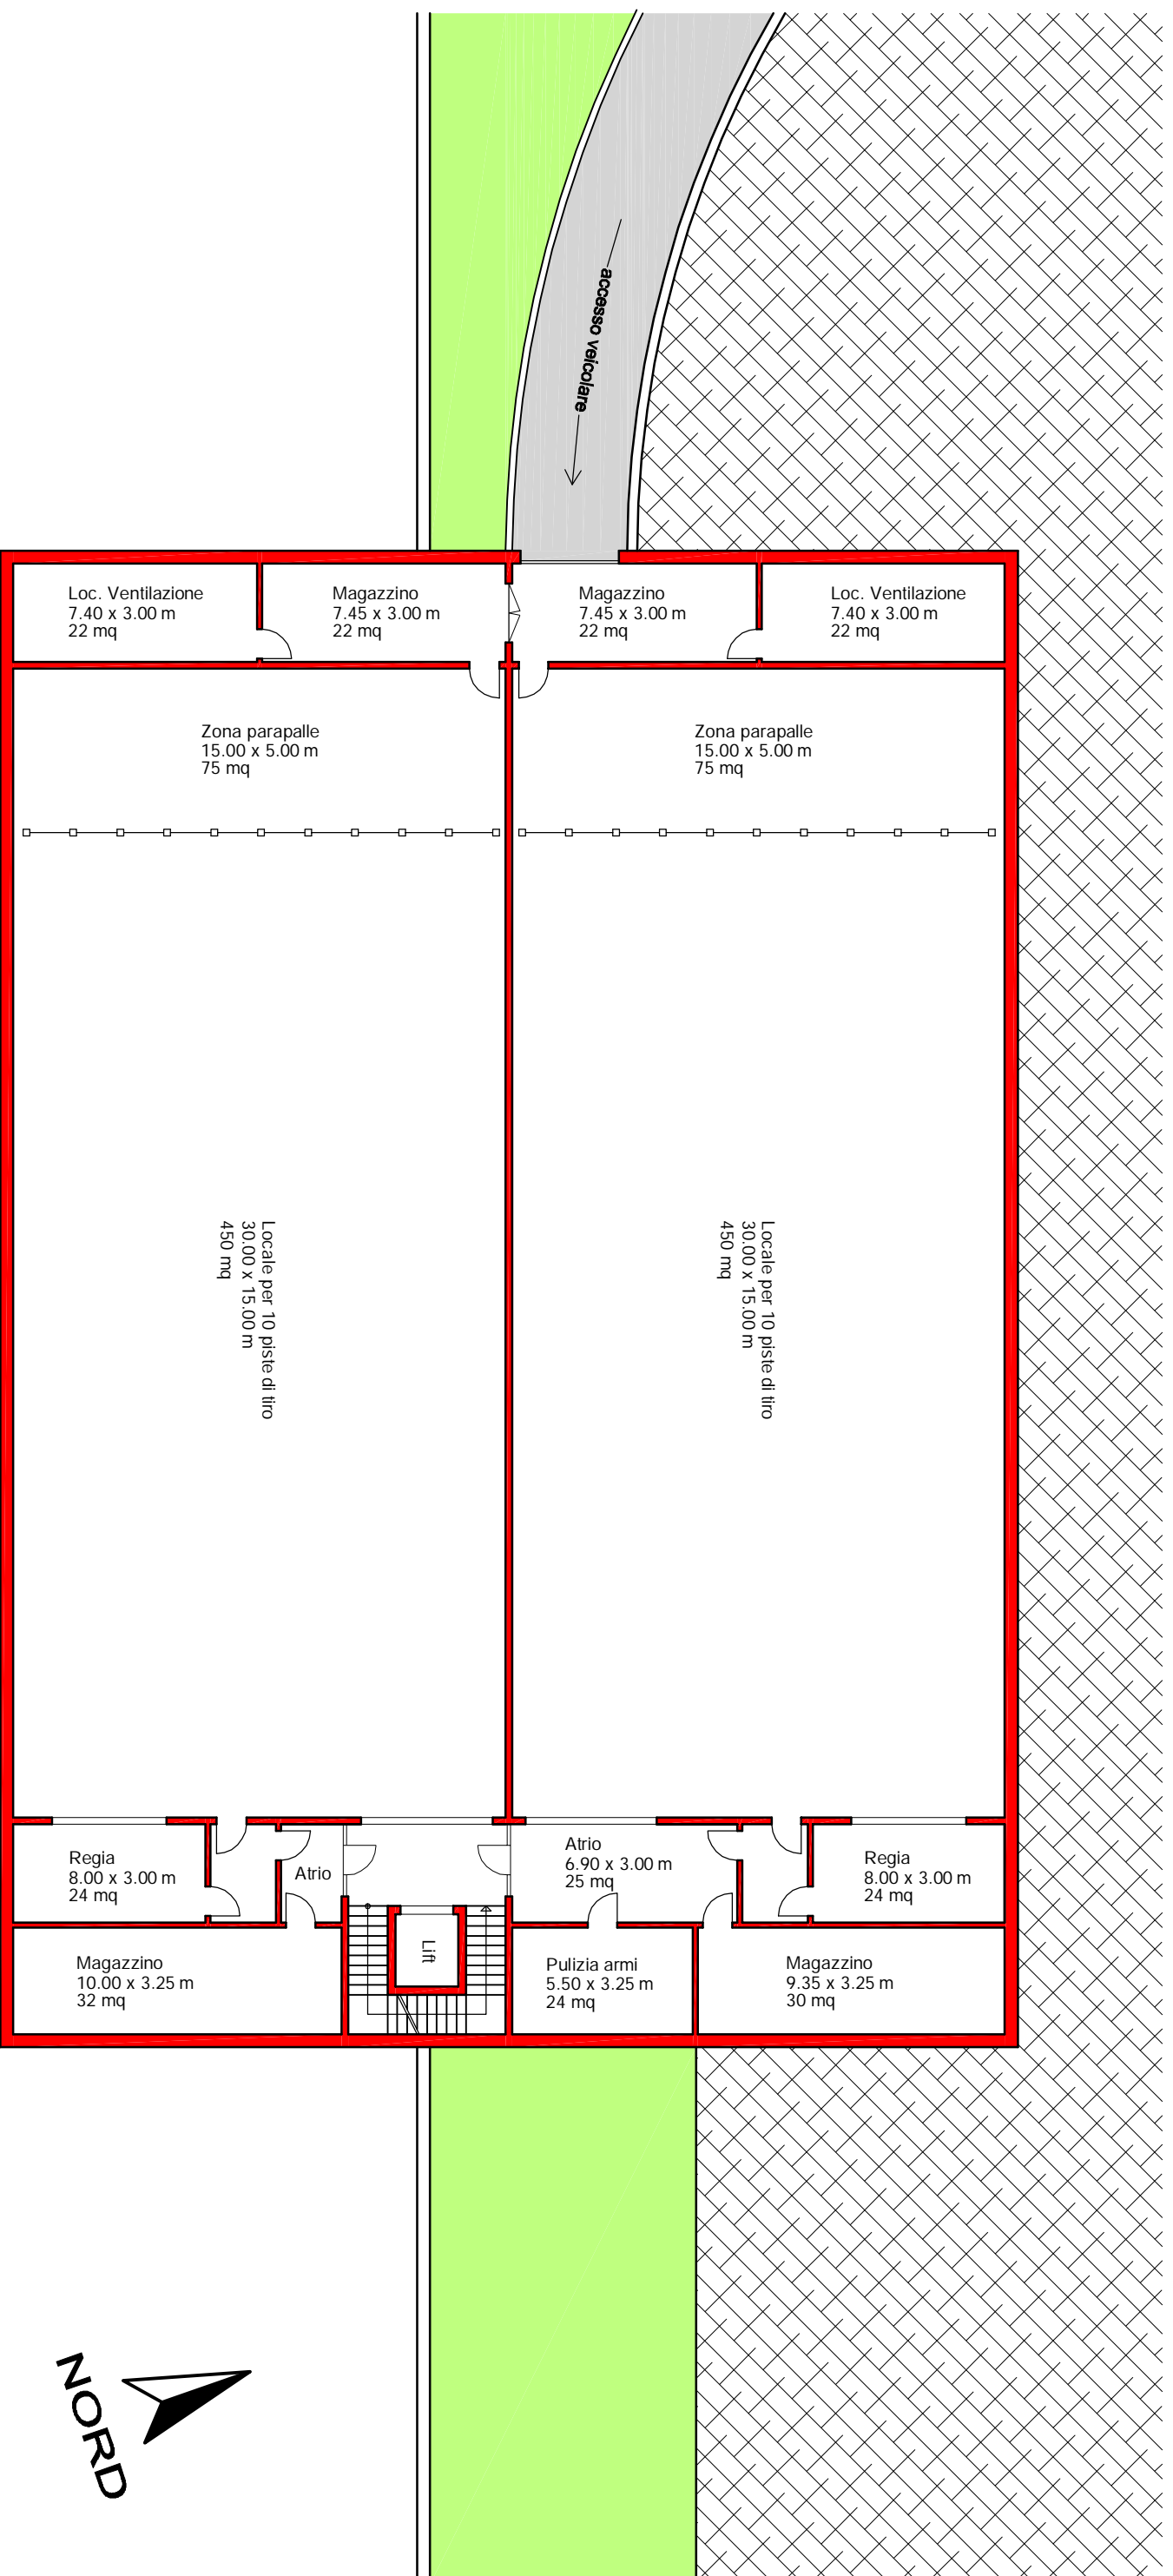 accesso veicolare
Loc. Ventilazione
7.40 x 3.00 m
22 mq
Magazzino
7.45 x 3.00 m
22 mq
Magazzino
7.45 x 3.00 m
22 mq
Loc. Ventilazione
7.40 x 3.00 m
22 mq
Zona parapalle
15.00 x 5.00 m
75 mq
Zona parapalle
15.00 x 5.00 m
75 mq
Locale per 10 piste di tiro
30.00 x 15.00 m
450 mq
Locale per 10 piste di tiro
30.00 x 15.00 m
450 mq
Regia
8.00 x 3.00 m
24 mq
Atrio
Atrio
6.90 x 3.00 m
25 mq
Regia
8.00 x 3.00 m
24 mq
Magazzino
10.00 x 3.25 m
32 mq
Lift
Pulizia armi
5.50 x 3.25 m
24 mq
Magazzino
9.35 x 3.25 m
30 mq
NORD